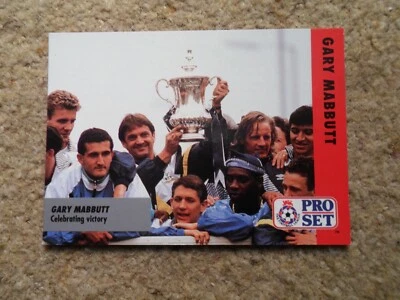 GARY MABBUTT
GARY MABBUTT
Celebrating victory
PRO
SET